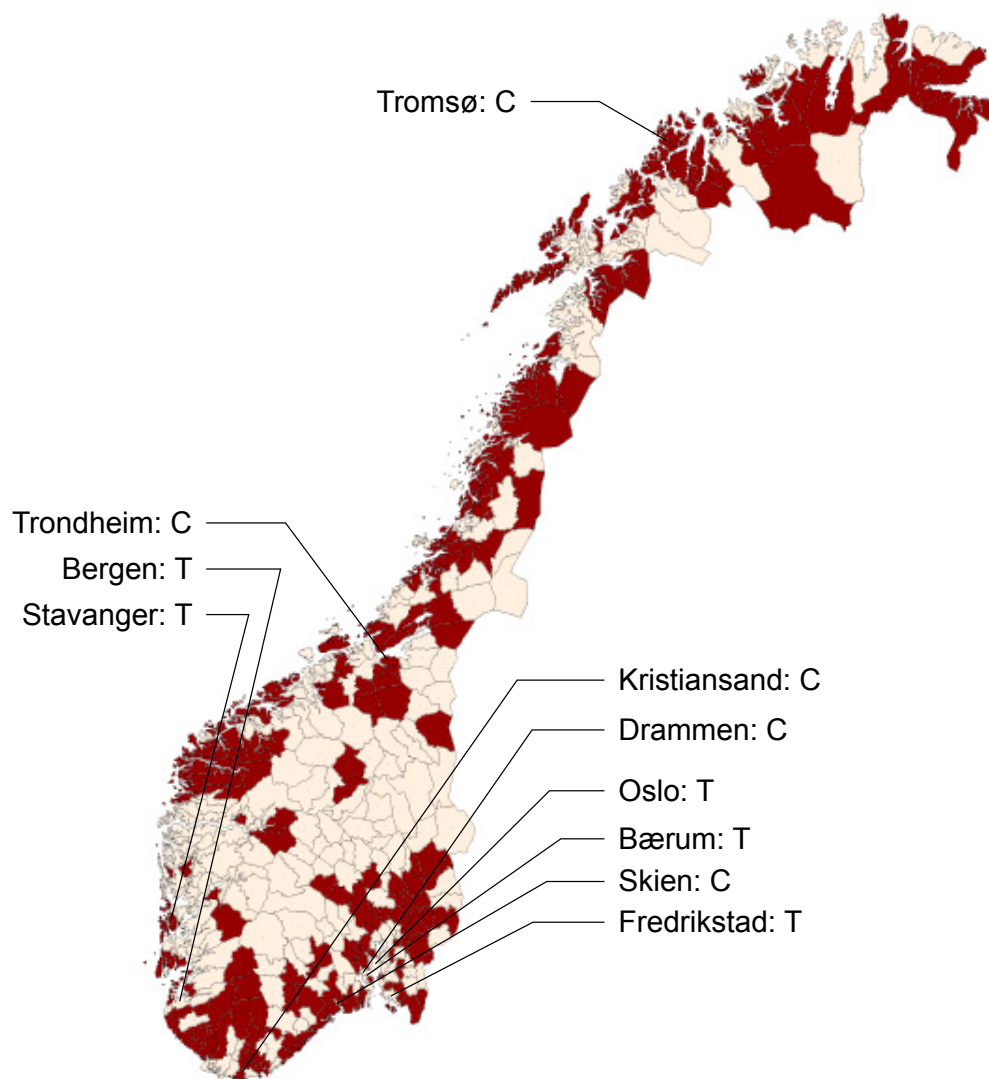 Tromsø: C
Trondheim: C
Bergen: T
Stavanger: T
Kristiansand: C
Drammen: C
Oslo: T
Bærum: T
Skien: C
Fredrikstad: T